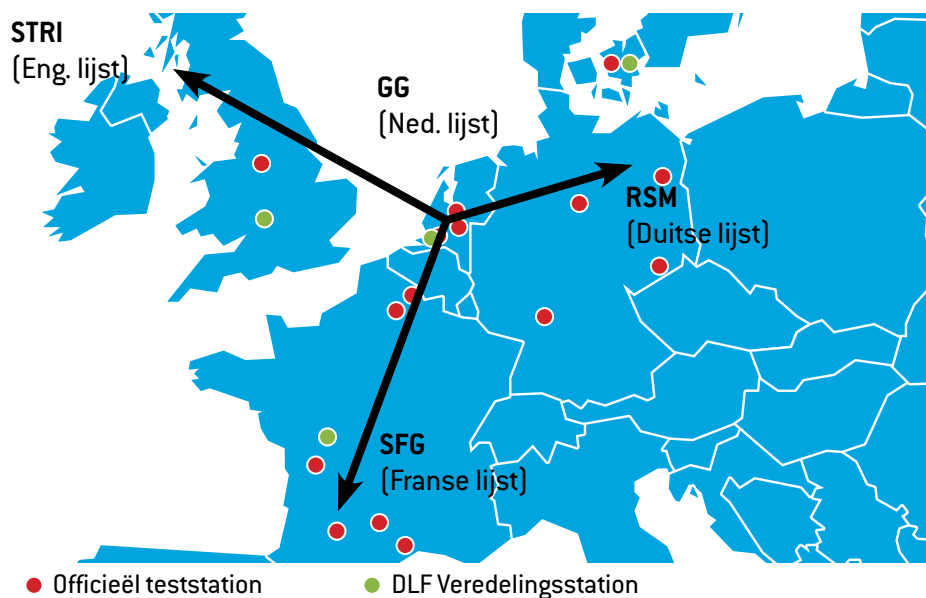 STRI
(Eng. lijst)
GG
(Ned. lijst)
RSM
(Duitse lijst)
SFG
(Franse lijst)
Officieël teststation
DLF Veredelingsstation